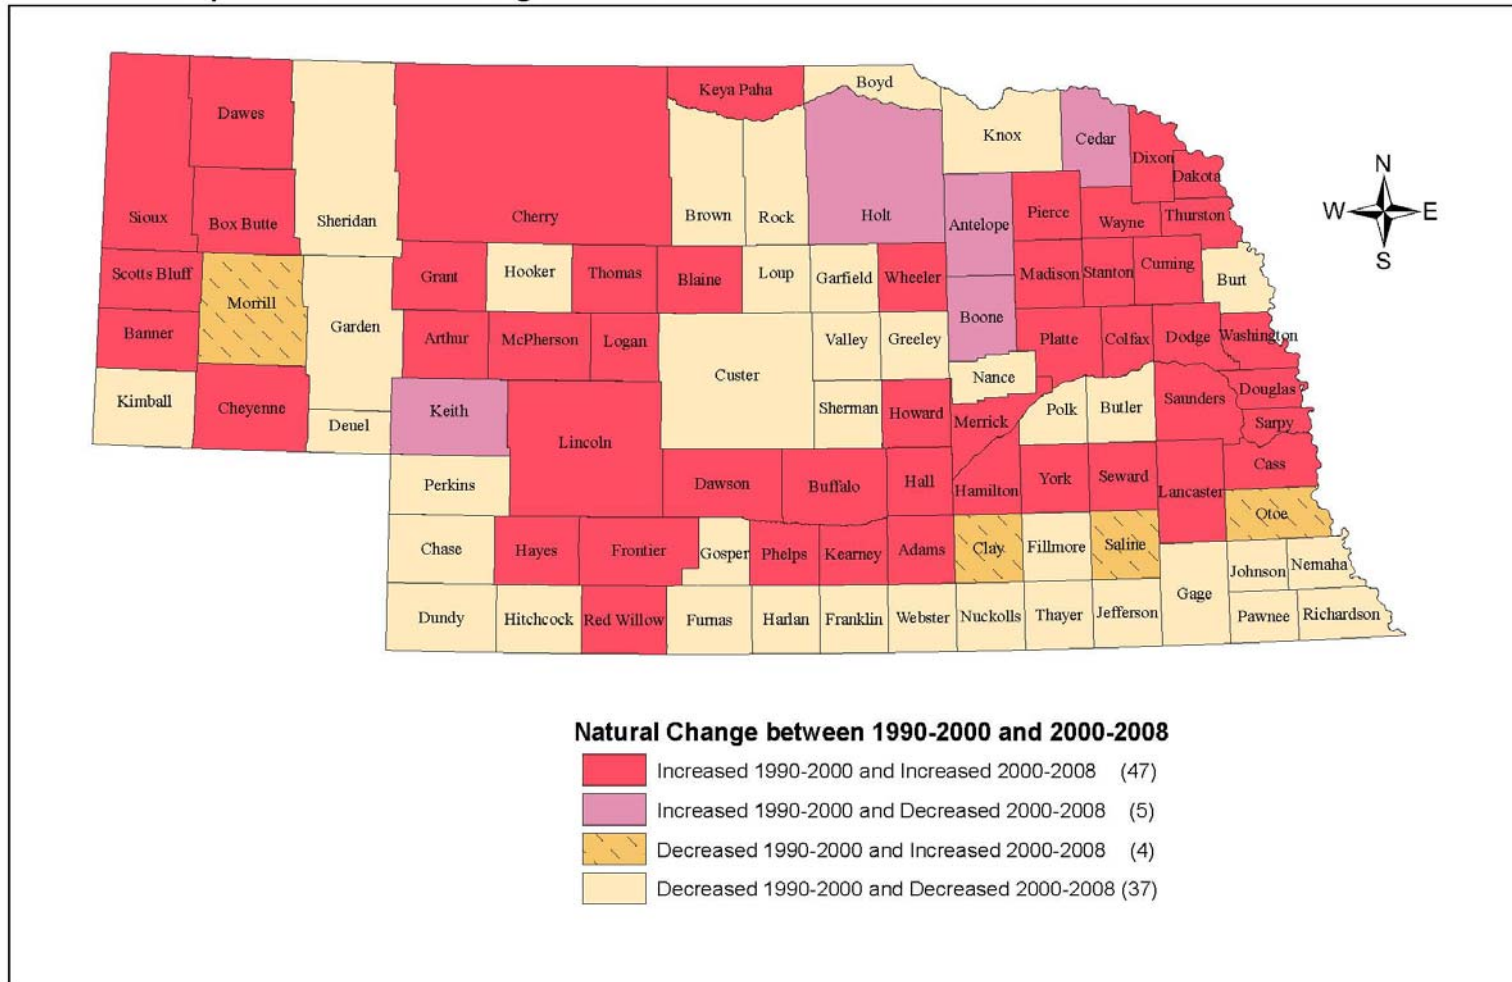 Keya Paha
Boyd
Dawes
Knox
Cedar
Dixon
Dakota
Sioux
Box Butte
Sheridan
Cherry
Brown
Rock
Holt
Antelope
Pierce
Wayne
Thurston
N
W
E
S
Scotts Bluff
Morrill
Garden
Grant
Hooker
Thomas
Blaine
Loup
Garfield
Wheeler
Madison
Stanton
Cuming
Burt
Banner
Arthur
McPherson
Logan
Custer
Valley
Greeley
Boone
Platte
Colfax
Dodge
Washington
Kimball
Cheyenne
Deuel
Keith
Lincoln
Sherman
Howard
Nance
Merrick
Polk
Butler
Saunders
Douglas
Sarpy
Perkins
Dawson
Buffalo
Hall
Hamilton
York
Seward
Lancaster
Cass
Otoe
Chase
Hayes
Frontier
Gosper
Phelps
Kearney
Adams
Clay
Fillmore
Saline
Gage
Johnson
Nemaha
Dundy
Hitchcock
Red Willow
Furnas
Harlan
Franklin
Webster
Nuckolls
Thayer
Jefferson
Pawnee
Richardson
Natural Change between 1990-2000 and 2000-2008
Increased 1990-2000 and Increased 2000-2008 (47)
Increased 1990-2000 and Decreased 2000-2008 (5)
Decreased 1990-2000 and Increased 2000-2008 (4)
Decreased 1990-2000 and Decreased 2000-2008 (37)